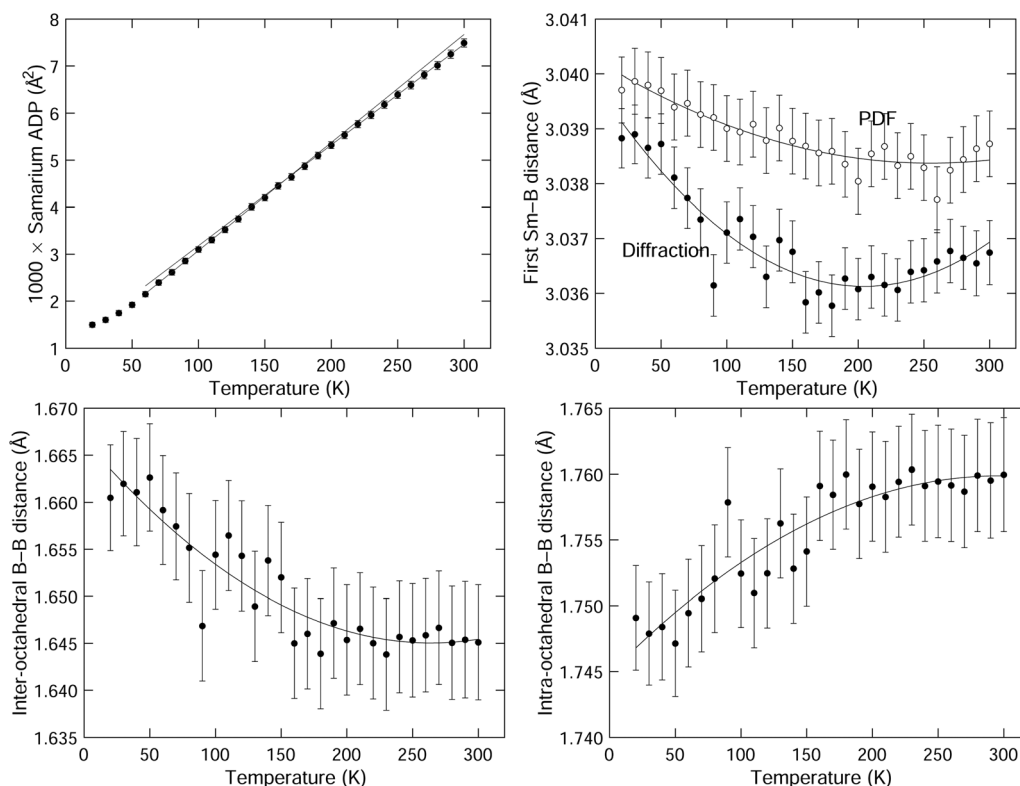 1000 × Samarium ADP (Å²)
8
7
6
5
4
3
2
1
0 50 100 150 200 250 300
Temperature (K)
First Sm–B distance (Å)
3.041
3.040
3.039
3.038
3.037
3.036
3.035
PDF
Diffraction
0 50 100 150 200 250 300
Temperature (K)
Inter-octahedral B–B distance (Å)
1.670
1.665
1.660
1.655
1.650
1.645
1.640
1.635
0 50 100 150 200 250 300
Temperature (K)
Intra-octahedral B–B distance (Å)
1.765
1.760
1.755
1.750
1.745
1.740
0 50 100 150 200 250 300
Temperature (K)